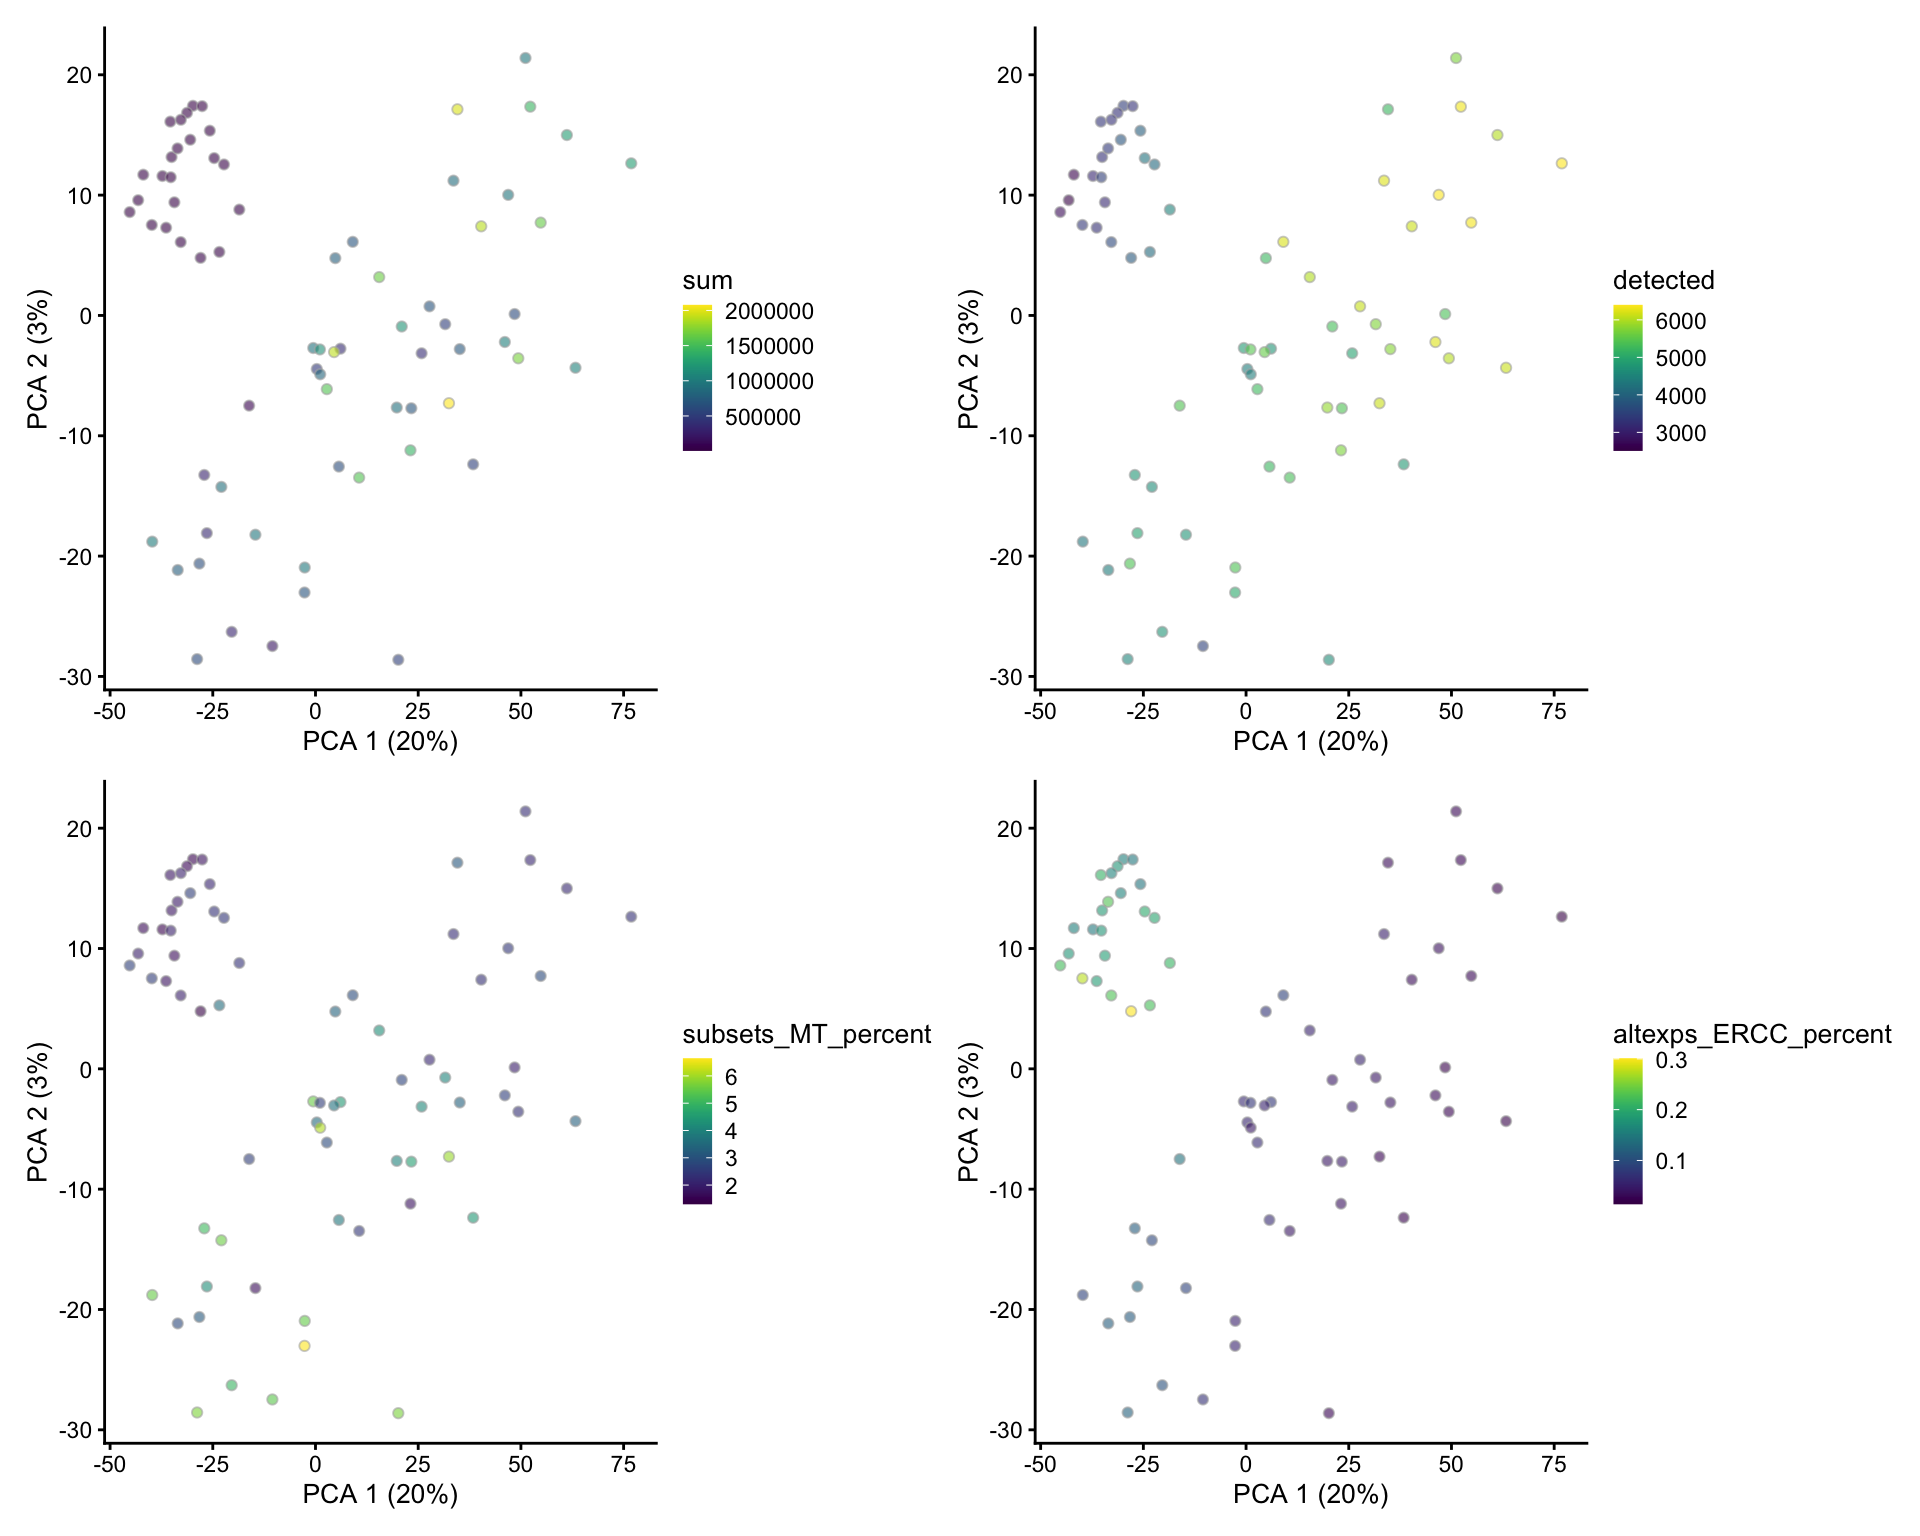 20
10
0
-10
-20
-30
PCA 2 (3%)
-50 -25 0 25 50 75
PCA 1 (20%)
sum
2000000
1500000
1000000
500000
20
10
0
-10
-20
-30
PCA 2 (3%)
-50 -25 0 25 50 75
PCA 1 (20%)
detected
6000
5000
4000
3000
20
10
0
-10
-20
-30
PCA 2 (3%)
-50 -25 0 25 50 75
PCA 1 (20%)
subsets_MT_percent
6
5
4
3
2
20
10
0
-10
-20
-30
PCA 2 (3%)
-50 -25 0 25 50 75
PCA 1 (20%)
altexps_ERCC_percent
0.3
0.2
0.1